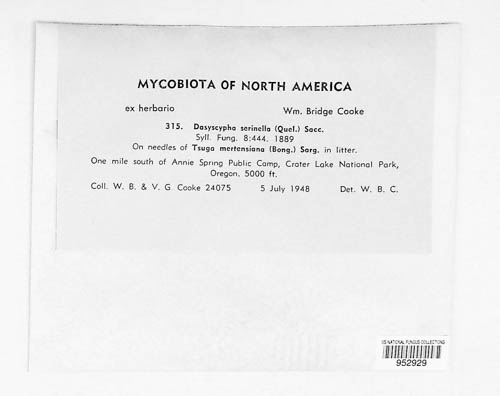 MYCOBIOTA OF NORTH AMERICA
ex herbario Wm. Bridge Cooke
315. Dasyscypha serinella (Quel.) Sacc.
Syll. Fung. 8:444. 1889
On needles of Tsuga mertensiana (Bong.) Sarg. in litter.
One mile south of Annie Spring Public Camp, Crater Lake National Park,
Oregon. 5000 ft.
Coll. W. B. & V. G. Cooke 24075 5 July 1948 Det. W. B. C.
US NATIONAL FUNGUS COLLECTIONS
952929